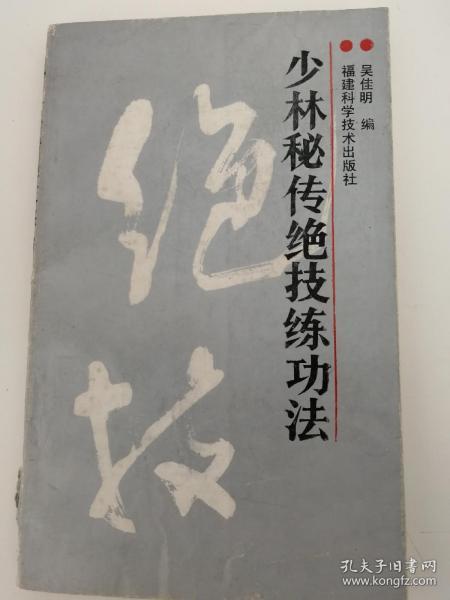 吴佳明 编
福建科学技术出版社
少林秘传绝技练功法
绝技
孔夫子旧书网
www.kongfz.com